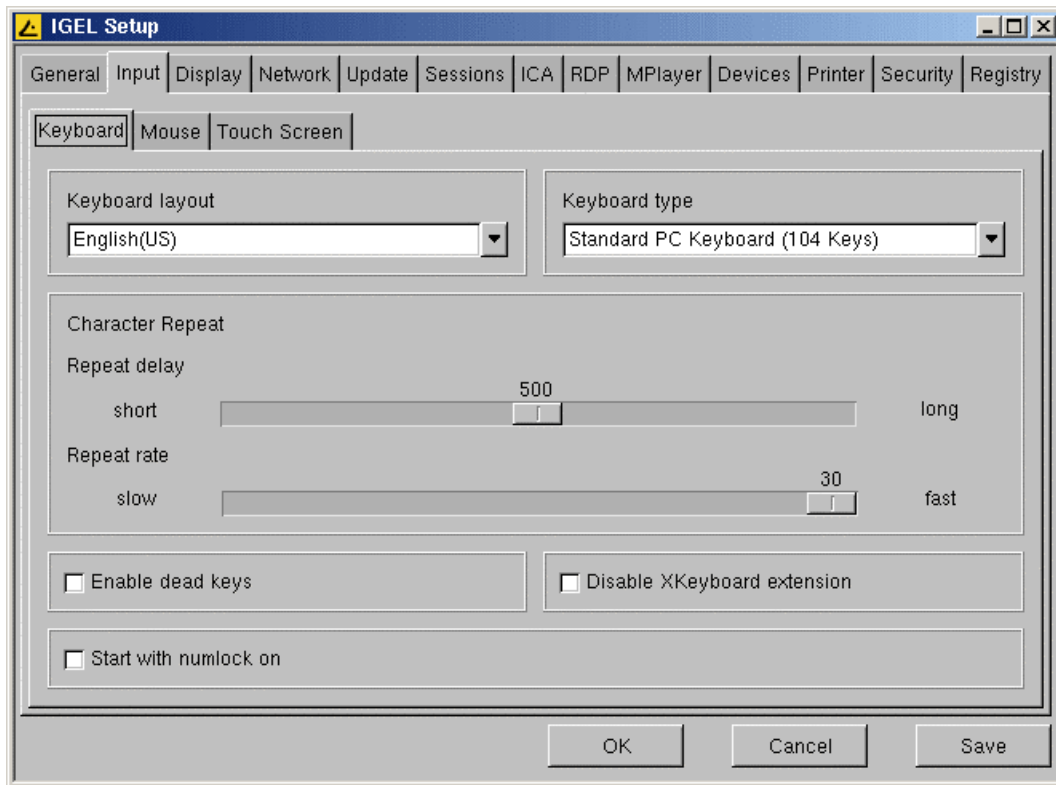 IGEL Setup
General Input Display Network Update Sessions ICA RDP MPlayer Devices Printer Security Registry
Keyboard Mouse Touch Screen
Keyboard layout Keyboard type
English(US) Standard PC Keyboard (104 Keys)
Character Repeat
Repeat delay
500
short long
Repeat rate
30
slow fast
Enable dead keys Disable XKeyboard extension
Start with numlock on
OK Cancel Save